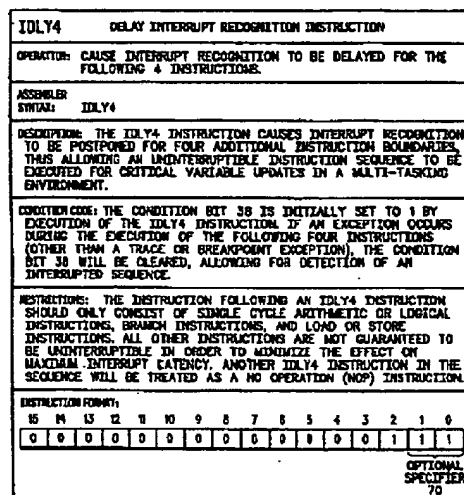 IDLY4 DELAY INTERRUPT RECOGNITION INSTRUCTION
OPERATION: CAUSE INTERRUPT RECOGNITION TO BE DELAYED FOR THE
FOLLOWING 4 INSTRUCTIONS.
ASSEMBLER
SYNTAX: IDLY4
DESCRIPTION: THE IDLY4 INSTRUCTION CAUSES INTERRUPT RECOGNITION
TO BE POSTPONED FOR FOUR ADDITIONAL INSTRUCTION BOUNDARIES,
THUS ALLOWING AN UNINTERRUPTIBLE INSTRUCTION SEQUENCE TO BE
EXECUTED FOR CRITICAL VARIABLE UPDATES IN A MULTI-TASKING
ENVIRONMENT.
CONDITION CODE: THE CONDITION BIT 38 IS INITIALLY SET TO 1 BY
EXECUTION OF THE IDLY4 INSTRUCTION. IF AN EXCEPTION OCCURS
DURING THE EXECUTION OF THE FOLLOWING FOUR INSTRUCTIONS
(OTHER THAN A TRACE OR BREAKPOINT EXCEPTION), THE CONDITION
BIT 38 WILL BE CLEARED, ALLOWING FOR DETECTION OF AN
INTERRUPTED SEQUENCE.
RESTRICTIONS: THE INSTRUCTION FOLLOWING AN IDLY4 INSTRUCTION
SHOULD ONLY CONSIST OF SINGLE CYCLE ARITHMETIC OR LOGICAL
INSTRUCTIONS, BRANCH INSTRUCTIONS, AND LOAD OR STORE
INSTRUCTIONS. ALL OTHER INSTRUCTIONS ARE NOT GUARANTEED TO
BE UNINTERRUPTIBLE IN ORDER TO MINIMIZE THE EFFECT ON
MAXIMUM INTERRUPT LATENCY. ANOTHER IDLY4 INSTRUCTION IN THE
SEQUENCE WILL BE TREATED AS A NO OPERATION (NOP) INSTRUCTION.
INSTRUCTION FORMAT:
15 14 13 12 11 10 9 8 7 6 5 4 3 2 1 0
0 0 0 0 0 0 0 0 0 0 0 0 0 1 1 1
OPTIONAL
SPECIFIER
70